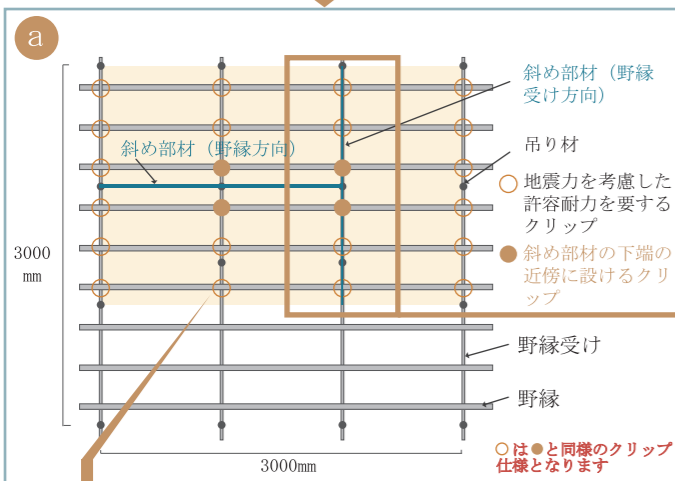 a
斜め部材（野縁
受け方向）
斜め部材（野縁方向）
吊り材
○地震力を考慮した
許容耐力を要する
クリップ
●斜め部材の下端の
近傍に設けるクリ
ップ
3000
mm
野縁受け
野縁
3000mm
○は●と同様のクリップ
仕様となります